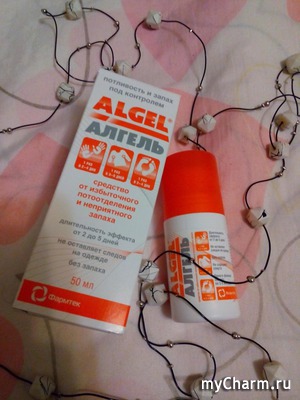 потливость и запах
под контролем
ALGEL®
АЛГЕЛЬ
средство
от избыточного
потоотделения
и неприятного
запаха
длительность эффекта
от 2 до 5 дней
не оставляет следов
на одежде
без запаха
Фармтек
50 мл
ALGEL
АЛГЕЛЬ
Фармтек
myCharm.ru